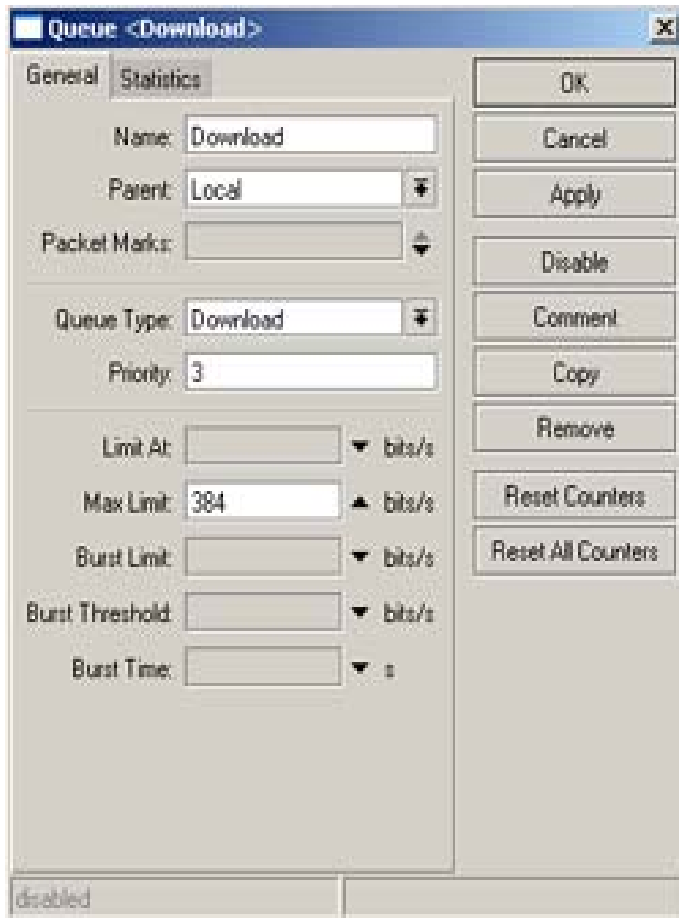 Queue <Download>
General Statistics
Name: Download
Parent: Local
Packet Marks:
Queue Type: Download
Priority: 3
Limit At: bits/s
Max Limit: 384 bits/s
Burst Limit: bits/s
Burst Threshold: bits/s
Burst Time: s
OK
Cancel
Apply
Disable
Comment
Copy
Remove
Reset Counters
Reset All Counters
disabled